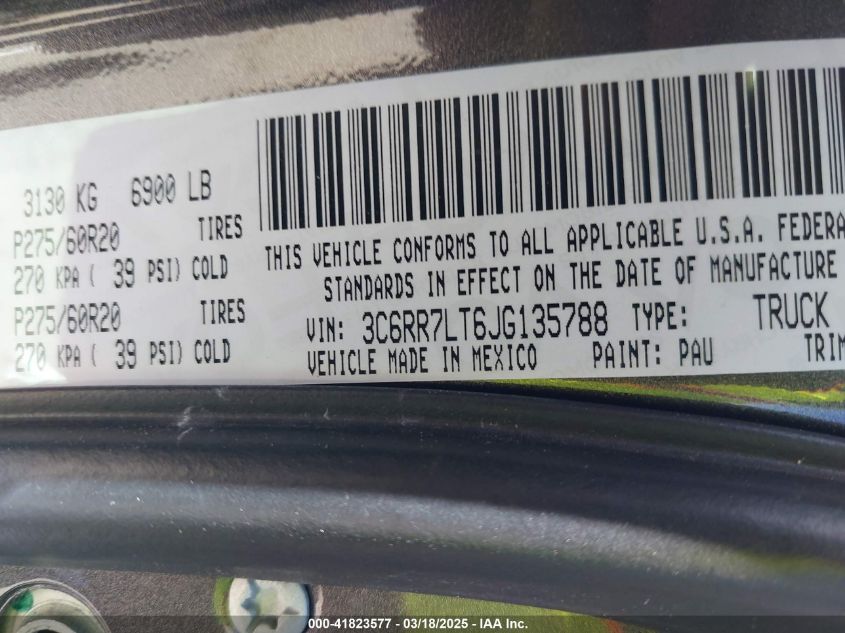 3130 KG 6900 LB
P275/60R20 TIRES
270 KPA ( 39 PSI) COLD
P275/60R20 TIRES
270 KPA ( 39 PSI) COLD
THIS VEHICLE CONFORMS TO ALL APPLICABLE U.S.A. FEDERA
STANDARDS IN EFFECT ON THE DATE OF MANUFACTURE
VIN: 3C6RR7LT6JG135788 TYPE: TRUCK
VEHICLE MADE IN MEXICO PAINT: PAU TRIM
000-41823577 — 03/18/2025 — IAA Inc.